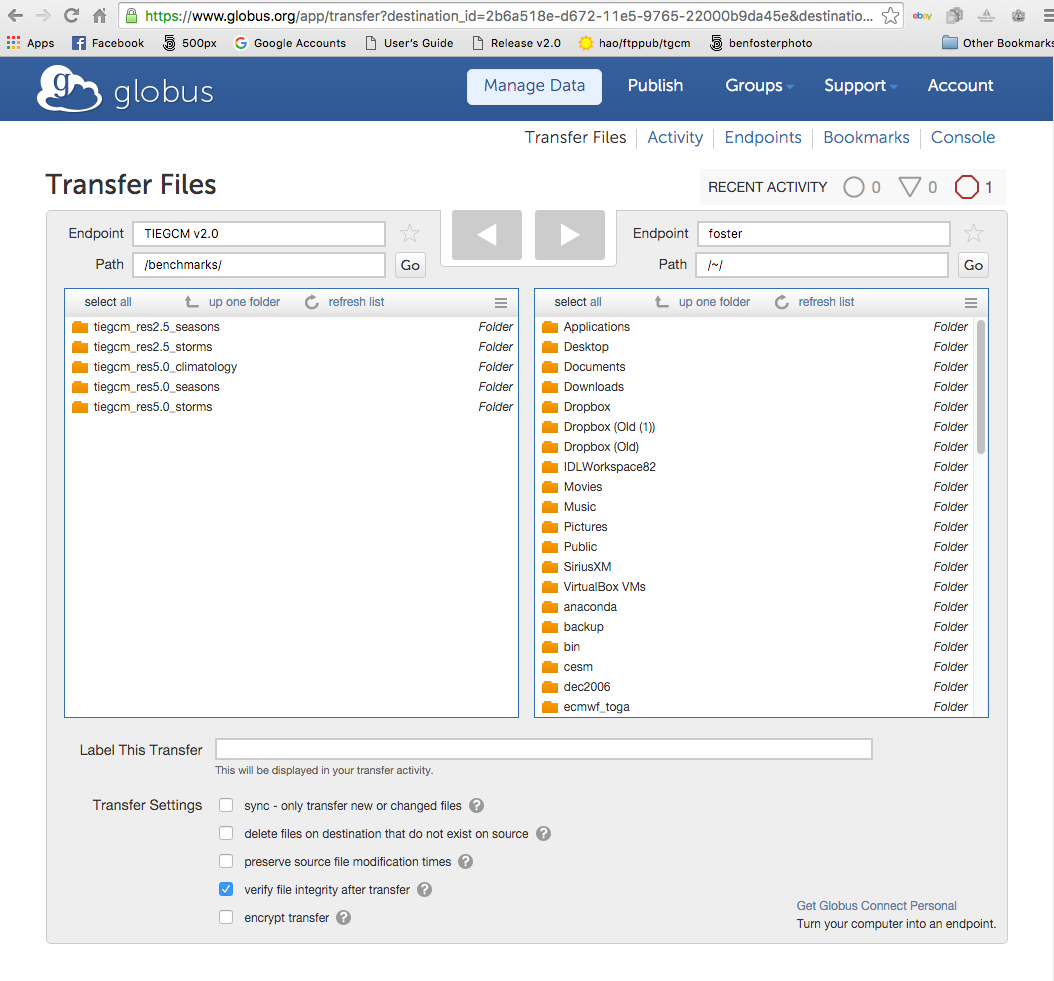 https://www.globus.org/app/transfer?destination_id=2b6a518e-d672-11e5-9765-22000b9da45e&destinatio...
ebay
Apps Facebook 500px Google Accounts User's Guide Release v2.0 hao/ftppub/tgcm benfosterphoto Other Bookmarks
g globus Manage Data Publish Groups Support Account
Transfer Files Activity Endpoints Bookmarks Console
Transfer Files
RECENT ACTIVITY 0 0 1
Endpoint TIEGCM v2.0
Path /benchmarks/ Go
Endpoint foster
Path /~/ Go
select all up one folder refresh list
tiegcm_res2.5_seasons Folder
tiegcm_res2.5_storms Folder
tiegcm_res5.0_climatology Folder
tiegcm_res5.0_seasons Folder
tiegcm_res5.0_storms Folder
select all up one folder refresh list
Applications Folder
Desktop Folder
Documents Folder
Downloads Folder
Dropbox Folder
Dropbox (Old (1)) Folder
Dropbox (Old) Folder
IDLWorkspace82 Folder
Movies Folder
Music Folder
Pictures Folder
Public Folder
SiriusXM Folder
VirtualBox VMs Folder
anaconda Folder
backup Folder
bin Folder
cesm Folder
dec2006 Folder
ecmwf_toga Folder
Label This Transfer
This will be displayed in your transfer activity.
Transfer Settings
sync - only transfer new or changed files ?
delete files on destination that do not exist on source ?
preserve source file modification times ?
verify file integrity after transfer ?
encrypt transfer ?
Get Globus Connect Personal
Turn your computer into an endpoint.